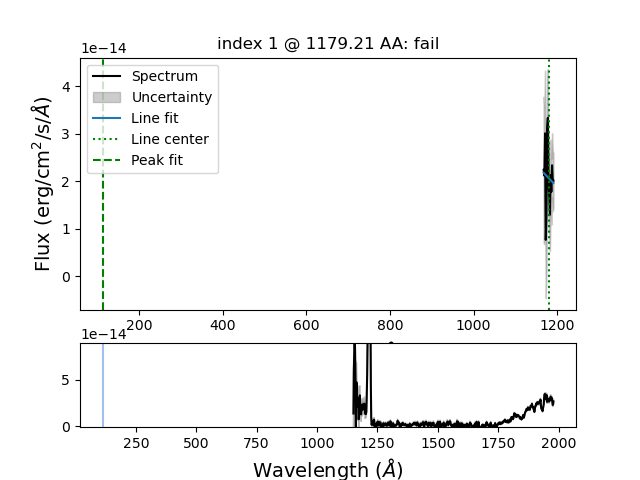 index 1 @ 1179.21 AA: fail
1e−14
Spectrum
Uncertainty
Line fit
Line center
Peak fit
Flux (erg/cm²/s/Å)
4
3
2
1
0
200 400 600 800 1000 1200
1e−14
5
0
250 500 750 1000 1250 1500 1750 2000
Wavelength (Å)